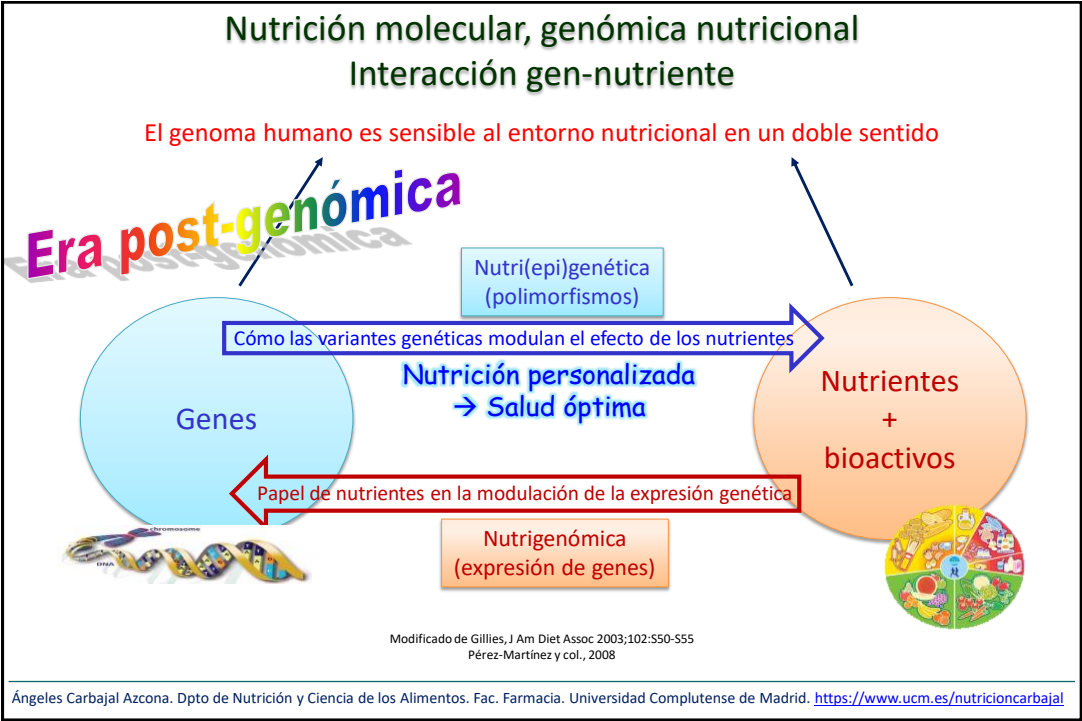 Nutrición molecular, genómica nutricional
Interacción gen-nutriente
El genoma humano es sensible al entorno nutricional en un doble sentido
Era post-genómica
Nutri(epi)genética
(polimorfismos)
Cómo las variantes genéticas modulan el efecto de los nutrientes
Nutrición personalizada
→ Salud óptima
Genes
Nutrientes
+
bioactivos
Papel de nutrientes en la modulación de la expresión genética
chromosome
DNA
Nutrigenómica
(expresión de genes)
Modificado de Gillies, J Am Diet Assoc 2003;102:S50-S55
Pérez-Martínez y col., 2008
Ángeles Carbajal Azcona. Dpto de Nutrición y Ciencia de los Alimentos. Fac. Farmacia. Universidad Complutense de Madrid. https://www.ucm.es/nutricioncarbajal